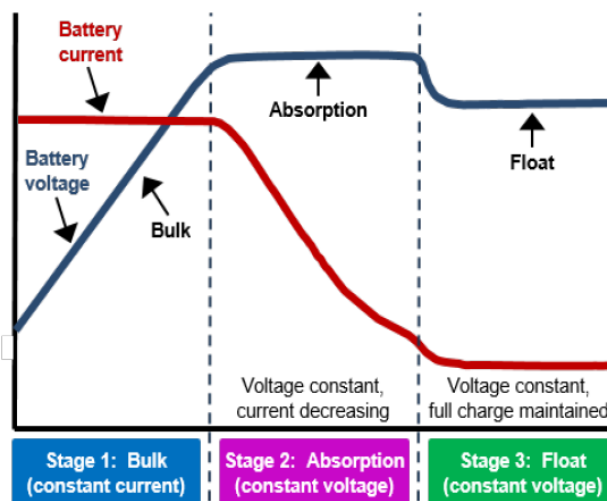 Battery
current
Absorption
Battery
voltage
Bulk
Float
Voltage constant,
current decreasing
Voltage constant,
full charge maintained
Stage 1: Bulk
(constant current)
Stage 2: Absorption
(constant voltage)
Stage 3: Float
(constant voltage)